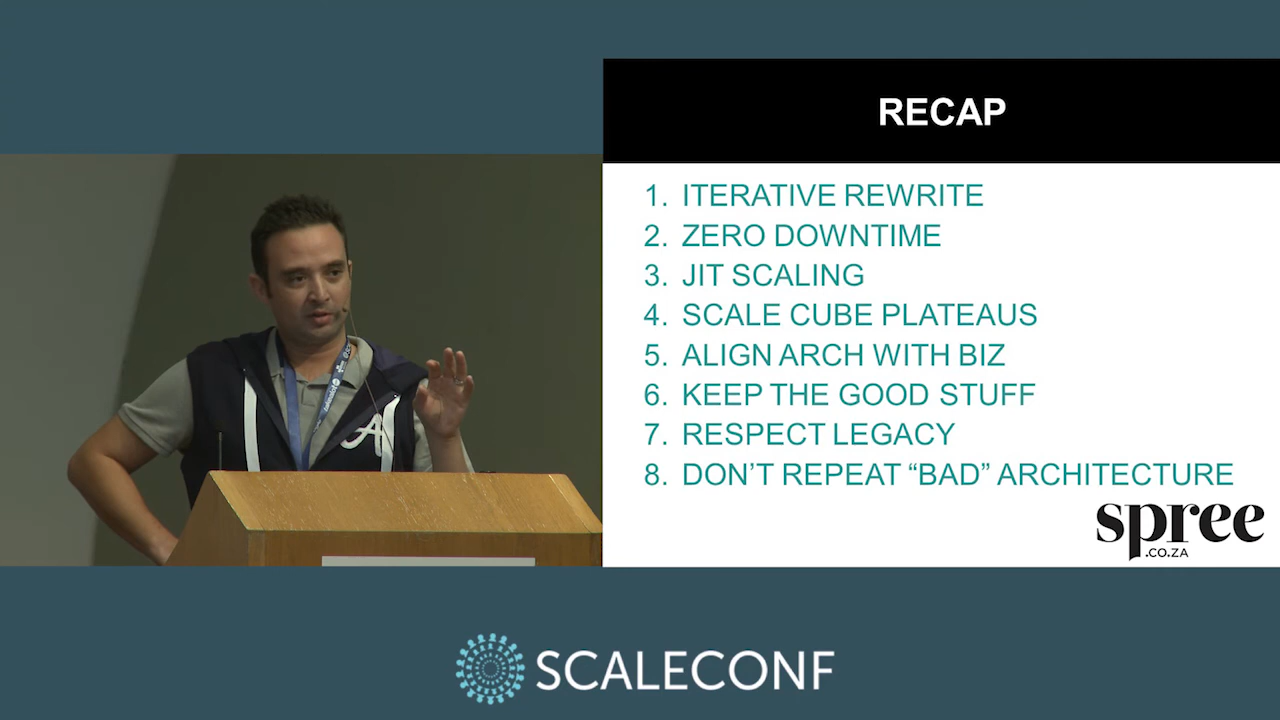 RECAP
1. ITERATIVE REWRITE
2. ZERO DOWNTIME
3. JIT SCALING
4. SCALE CUBE PLATEAUS
5. ALIGN ARCH WITH BIZ
6. KEEP THE GOOD STUFF
7. RESPECT LEGACY
8. DON’T REPEAT “BAD” ARCHITECTURE
spree
.CO.ZA
SCALECONF